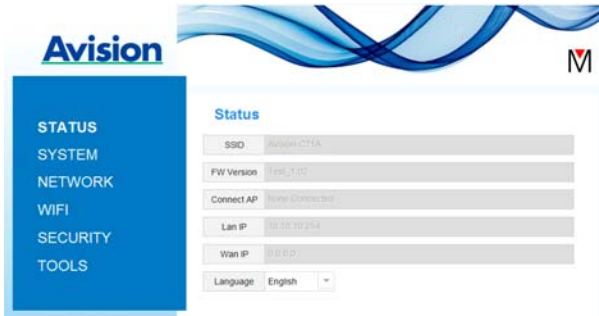 Avision
M
STATUS
SYSTEM
NETWORK
WIFI
SECURITY
TOOLS
Status
SSID Avision-C71A
FW Version Test_1.02
Connect AP None Connected
Lan IP 10.10.10.254
Wan IP 0.0.0.0
Language English